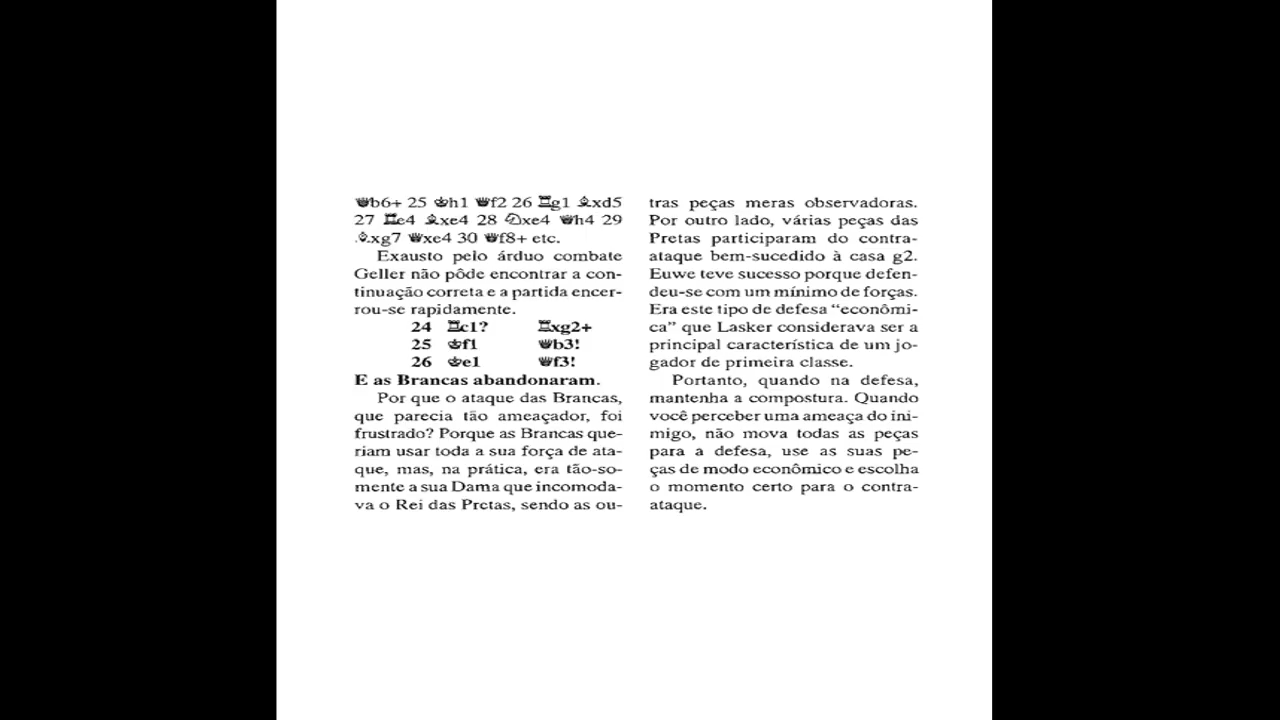 ♛b6+ 25 ♔h1 ♛f2 26 ♖g1 ♗xd5
27 ♖e4 ♗xe4 28 ♘xe4 ♛h4 29
♗xg7 ♛xe4 30 ♛f8+ etc.
Exausto pelo árduo combate
Geller não pôde encontrar a con-
tinuação correta e a partida encer-
rou-se rapidamente.
24 ♖c1? ♖xg2+
25 ♔f1 ♛b3!
26 ♔e1 ♛f3!
E as Brancas abandonaram.
Por que o ataque das Brancas,
que parecia tão ameaçador, foi
frustrado? Porque as Brancas que-
riam usar toda a sua força de ata-
que, mas, na prática, era tão-so-
mente a sua Dama que incomoda-
va o Rei das Pretas, sendo as ou-
tras peças meras observadoras.
Por outro lado, várias peças das
Pretas participaram do contra-
ataque bem-sucedido à casa g2.
Euwe teve sucesso porque defen-
deu-se com um mínimo de forças.
Era este tipo de defesa “econômi-
ca” que Lasker considerava ser a
principal característica de um jo-
gador de primeira classe.
Portanto, quando na defesa,
mantenha a compostura. Quando
você perceber uma ameaça do ini-
migo, não mova todas as peças
para a defesa, use as suas pe-
ças de modo econômico e escolha
o momento certo para o contra-
ataque.